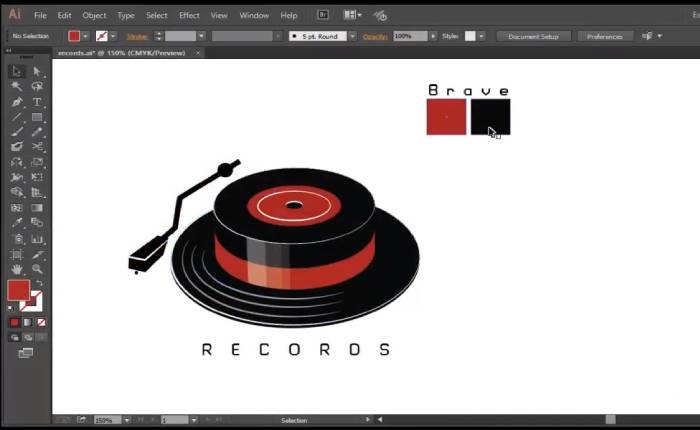 Ai File Edit Object Type Select Effect View Window Help Br
No Selection Stroke: 5 pt. Round Opacity: 100% Style: Document Setup Preferences
records.ai* @ 150% (CMYK/Preview) ×
Brave
RECORDS
150% 1 Selection